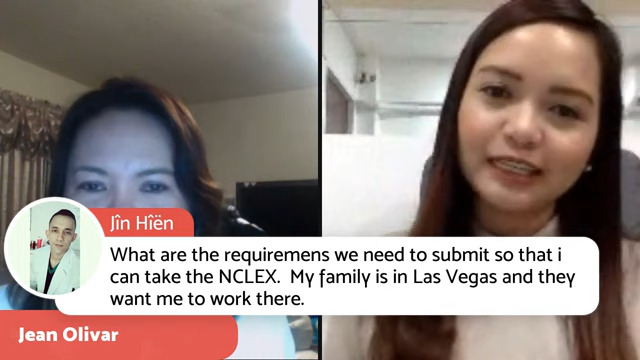 Jîn Hîën
What are the requiremens we need to submit so that i
can take the NCLEX. My family is in Las Vegas and they
want me to work there.
Jean Olivar